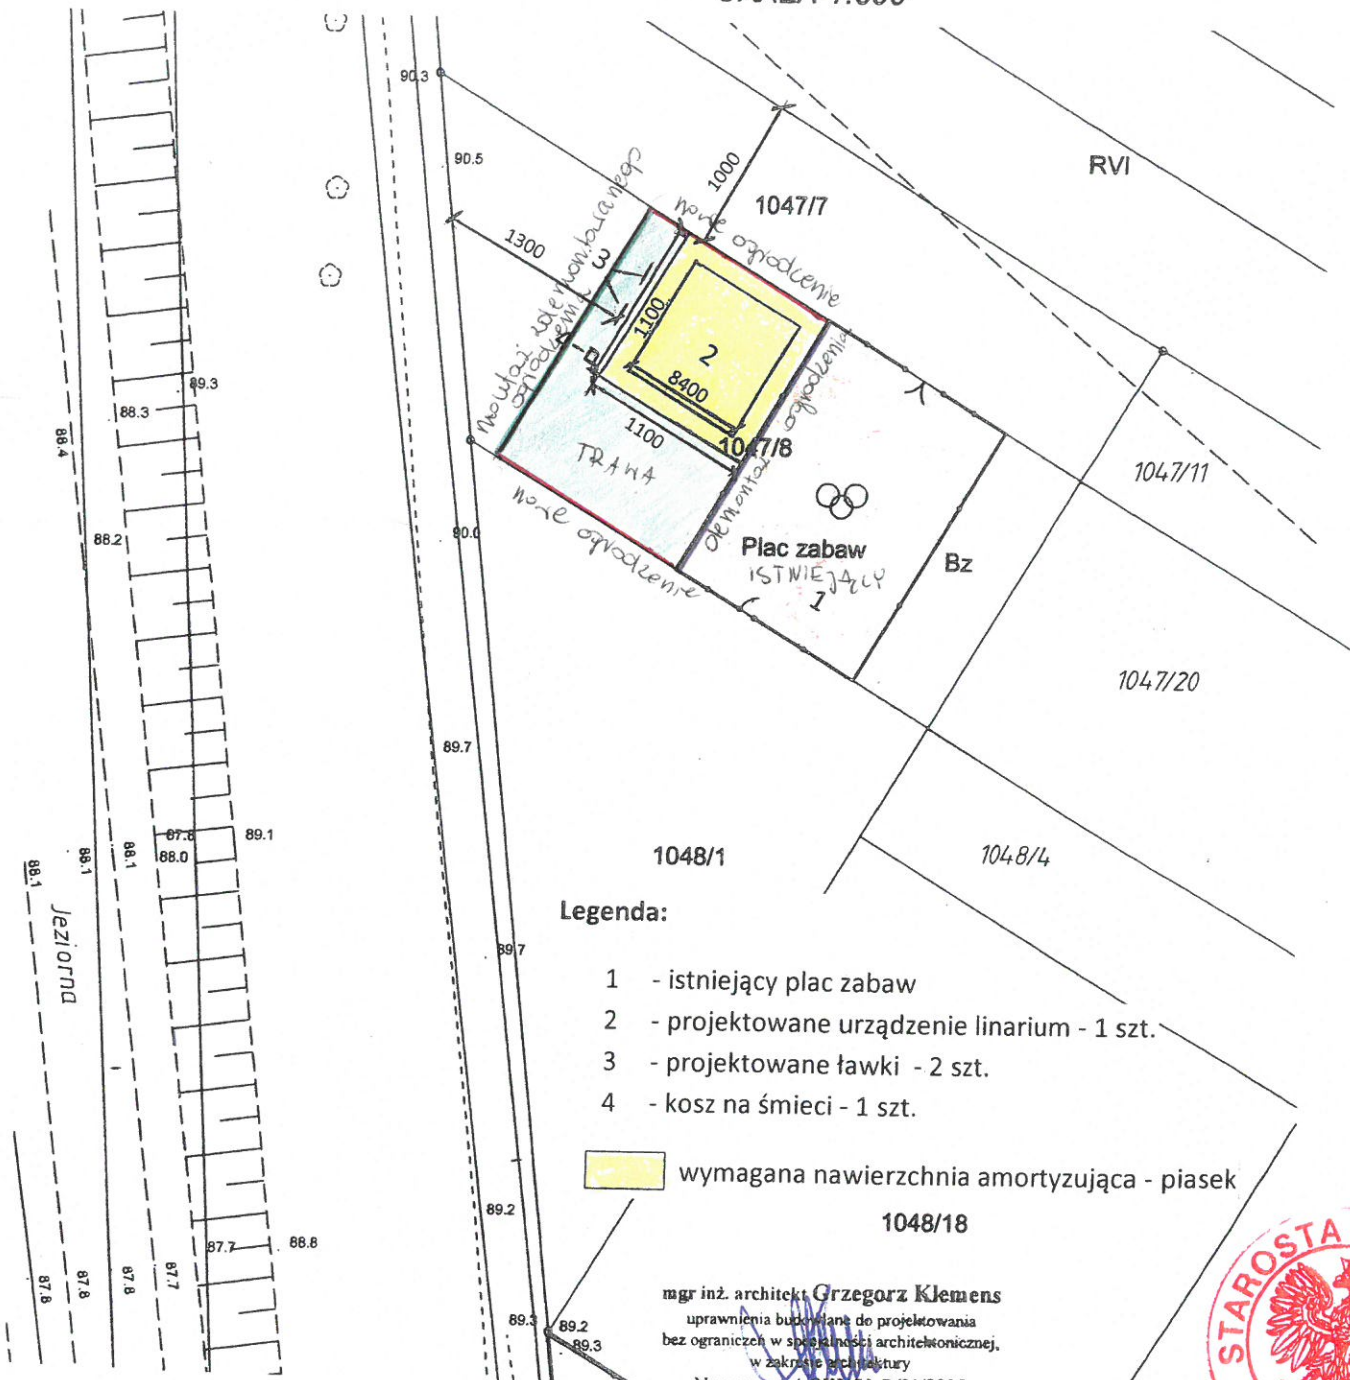 90.3
90.5
RVI
1000
1047/7
nowe ogrodzenie
1300
montaż zdemontowanego
ogrodzenia
3
1100
2
8400
1100
1047/8
TRAWA
demontaż ogrodzenia
nowe ogrodzenie
Plac zabaw
ISTNIEJĄCY
1
Bz
1047/11
1047/20
89.3
88.3
88.4
88.2
90.0
89.7
87.8
88.0
89.1
88.1
88.1
88.1
Jeziorna
1048/1
1048/4
89.7
Legenda:
1 - istniejący plac zabaw
2 - projektowane urządzenie linarium - 1 szt.
3 - projektowane ławki - 2 szt.
4 - kosz na śmieci - 1 szt.
wymagana nawierzchnia amortyzująca - piasek
1048/18
89.2
87.7
88.8
87.8
87.8
87.8
87.7
89.3
89.2
89.3
mgr inż. architekt Grzegorz Klemens
uprawnienia budowlane do projektowania
bez ograniczeń w specjalności architektonicznej,
w zakresie architektury
STAROSTA